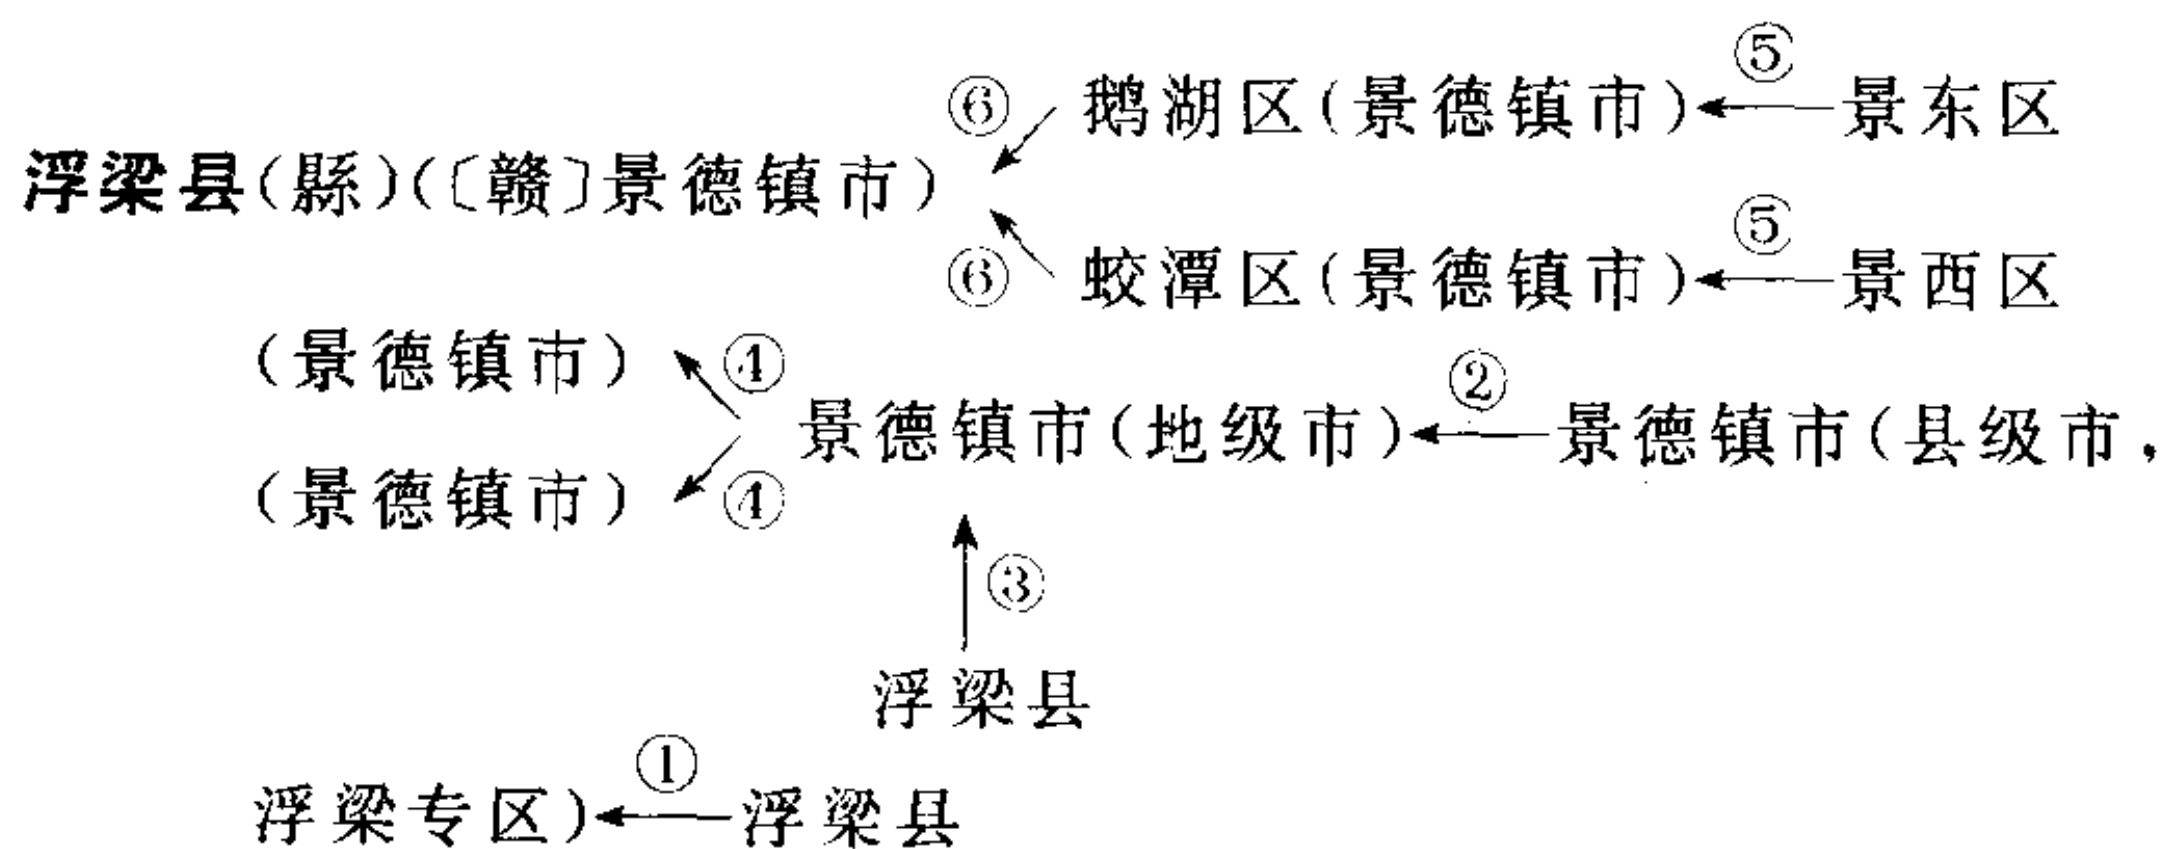 ⑤
⑥ 鹅湖区(景德镇市)←景东区
浮梁县(縣)(〔赣〕景德镇市)
⑤
⑥ 蛟潭区(景德镇市)←景西区
(景德镇市) ④ ②
景德镇市(地级市)←景德镇市(县级市,
(景德镇市) ④
③
浮梁县
①
浮梁专区)←浮梁县